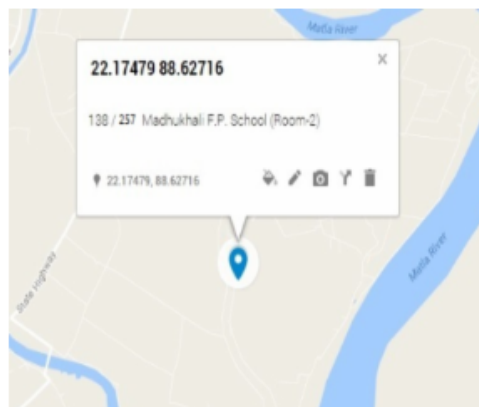 Matla River
22.17479 88.62716
×
138 / 257 Madhukhali F.P. School (Room-2)
22.17479, 88.62716
State Highway
Matla River